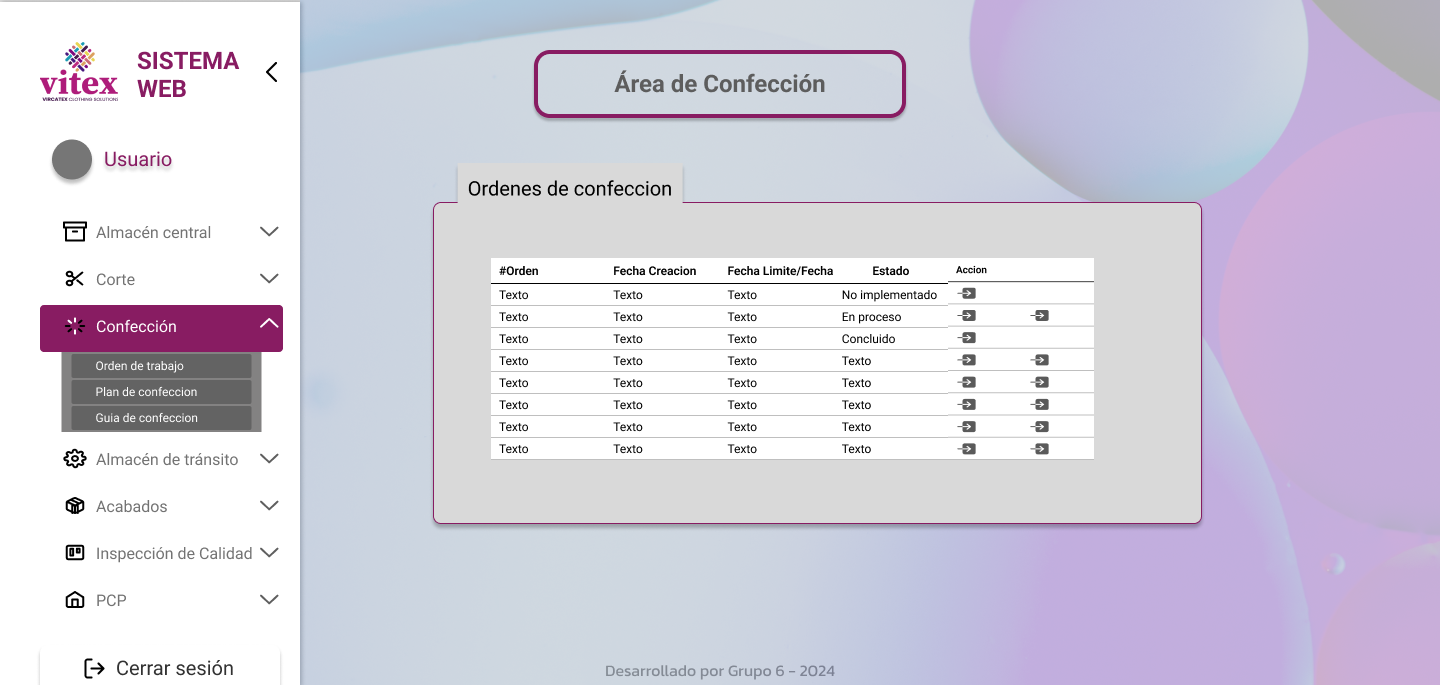 vitex
VIRCATEX CLOTHING SOLUTIONS
SISTEMA
WEB
Usuario
Almacén central
Corte
Confección
Orden de trabajo
Plan de confeccion
Guia de confeccion
Almacén de tránsito
Acabados
Inspección de Calidad
PCP
Cerrar sesión
Área de Confección
Ordenes de confeccion
#Orden Fecha Creacion Fecha Limite/Fecha Estado Accion
Texto Texto Texto No implementado
Texto Texto Texto En proceso
Texto Texto Texto Concluido
Texto Texto Texto Texto
Texto Texto Texto Texto
Texto Texto Texto Texto
Texto Texto Texto Texto
Texto Texto Texto Texto
Desarrollado por Grupo 6 - 2024